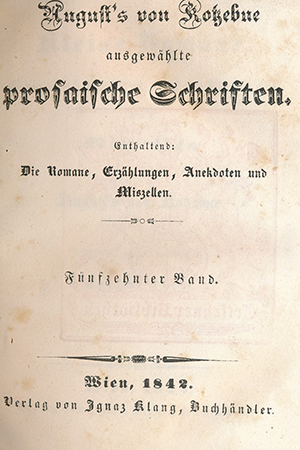 August's von Kotzebue
ausgewählte
prosaische Schriften.
Enthaltend:
Die Romane, Erzählungen, Anekdoten und
Miszellen.
Fünfzehnter Band.
Wien, 1842.
Verlag von Ignaz Klang, Buchhändler.